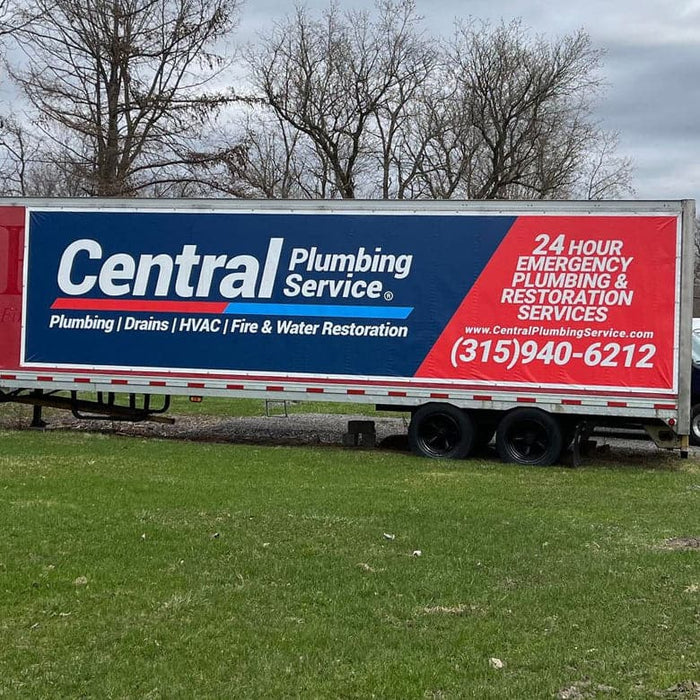 Central Plumbing
Service®
Plumbing | Drains | HVAC | Fire & Water Restoration
24 HOUR
EMERGENCY
PLUMBING &
RESTORATION
SERVICES
www.CentralPlumbingService.com
(315)940-6212